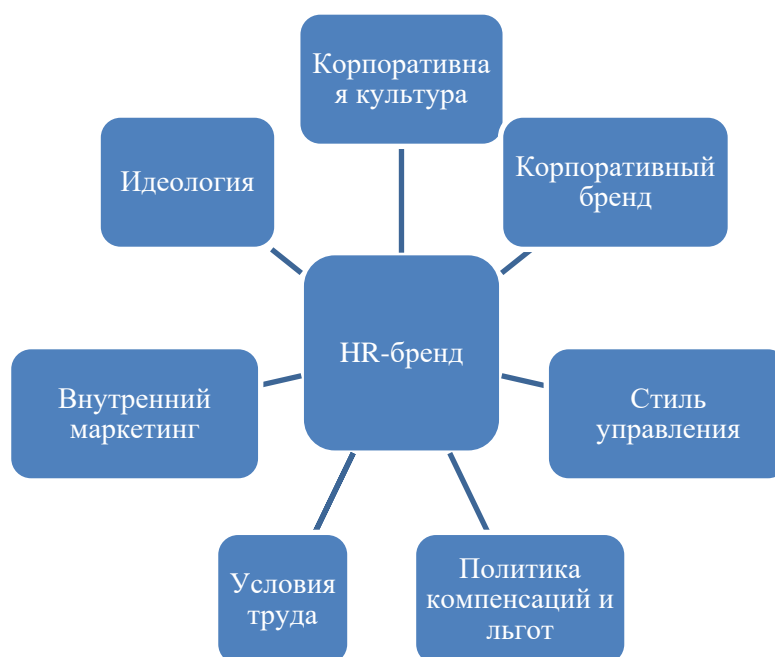 Корпоративна
я культура
Идеология
Корпоративный
бренд
HR-бренд
Внутренний
маркетинг
Стиль
управления
Условия
труда
Политика
компенсаций и
льгот